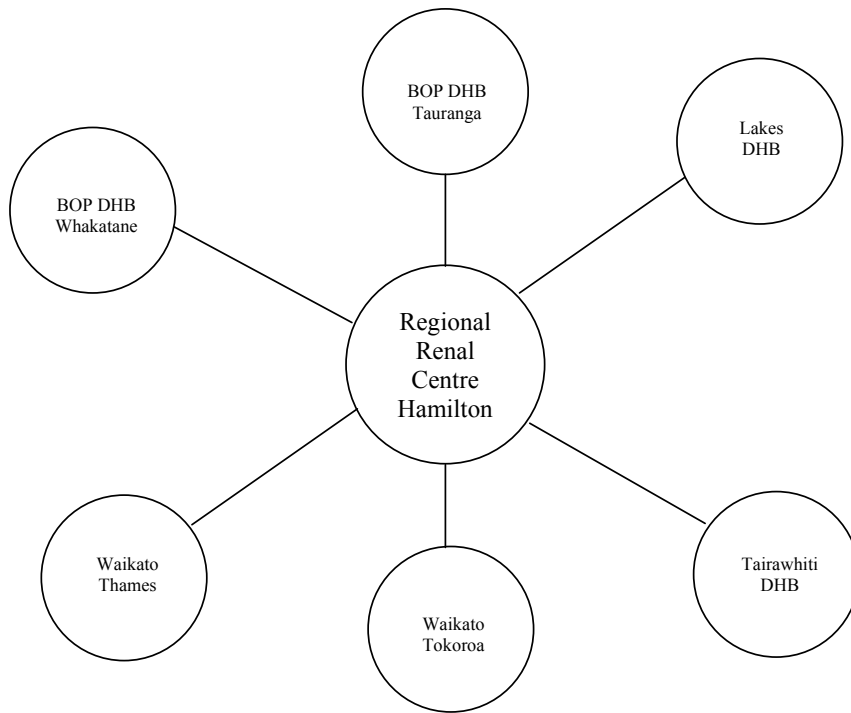 BOP DHB
Tauranga
Lakes
DHB
BOP DHB
Whakatane
Regional
Renal
Centre
Hamilton
Waikato
Thames
Waikato
Tokoroa
Tairawhiti
DHB